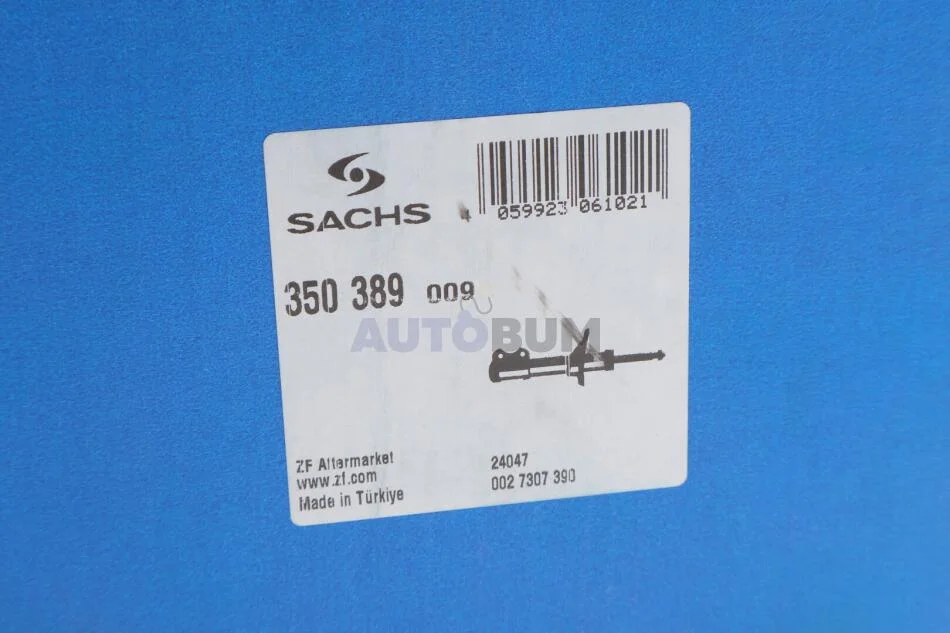 SACHS
4 059923 061021
350 389 009
AUTOBUM
ZF Aftermarket
www.zf.com
Made in Türkiye
24047
002 7307 390